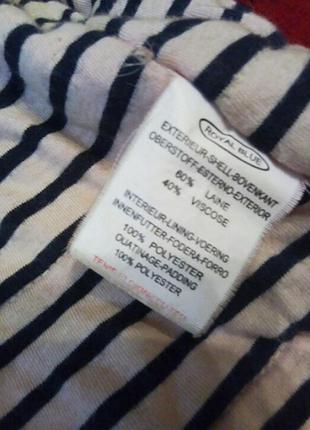 ROYAL BLUE
EXTERIEUR-SHELL-BOVENKANT
OBERSTOFF-ESTERNO-EXTERIOR
60% LAINE
40% VISCOSE
INTERIEUR-LINING-VOERING
INNENFUTTER-FODERA-FORRO
100% POLYESTER
OUATINAGE-PADDING
100% POLYESTER